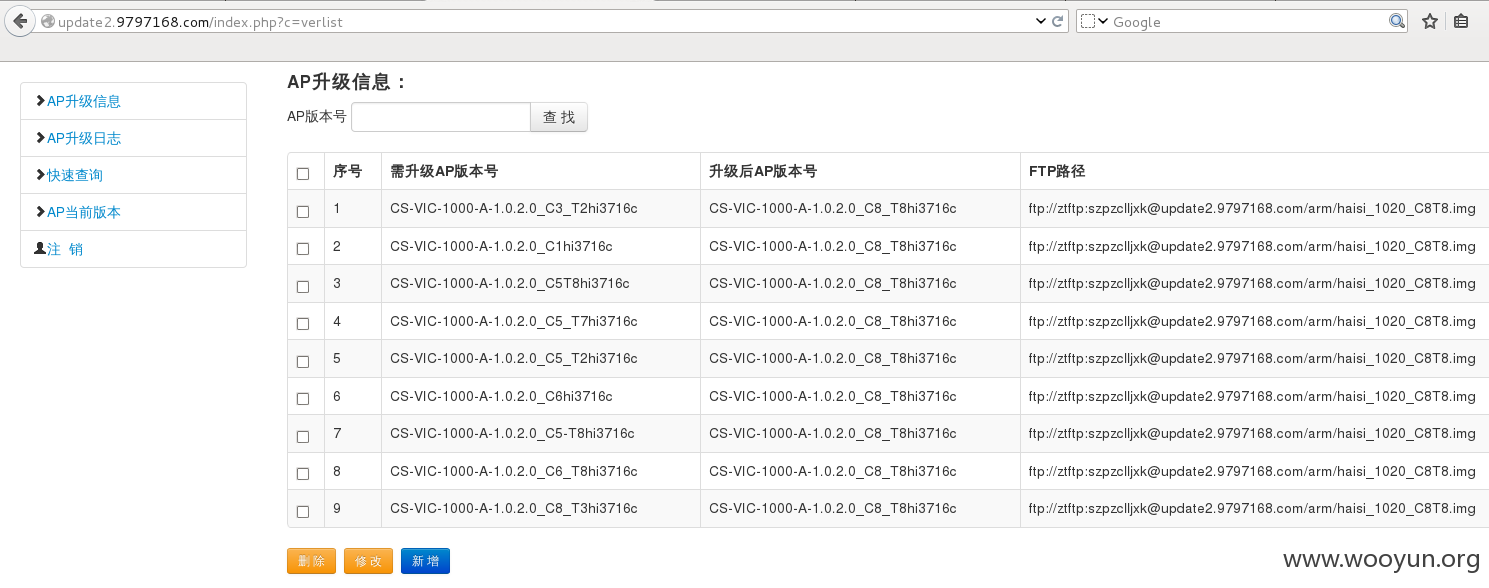 update2.9797168.com/index.php?c=verlist
Google
AP升级信息
AP升级日志
快速查询
AP当前版本
注 销
AP升级信息：
AP版本号 查 找
序号 需升级AP版本号 升级后AP版本号 FTP路径
1 CS-VIC-1000-A-1.0.2.0_C3_T2hi3716c CS-VIC-1000-A-1.0.2.0_C8_T8hi3716c ftp://ztftp:szpzclljxk@update2.9797168.com/arm/haisi_1020_C8T8.img
2 CS-VIC-1000-A-1.0.2.0_C1hi3716c CS-VIC-1000-A-1.0.2.0_C8_T8hi3716c ftp://ztftp:szpzclljxk@update2.9797168.com/arm/haisi_1020_C8T8.img
3 CS-VIC-1000-A-1.0.2.0_C5T8hi3716c CS-VIC-1000-A-1.0.2.0_C8_T8hi3716c ftp://ztftp:szpzclljxk@update2.9797168.com/arm/haisi_1020_C8T8.img
4 CS-VIC-1000-A-1.0.2.0_C5_T7hi3716c CS-VIC-1000-A-1.0.2.0_C8_T8hi3716c ftp://ztftp:szpzclljxk@update2.9797168.com/arm/haisi_1020_C8T8.img
5 CS-VIC-1000-A-1.0.2.0_C5_T2hi3716c CS-VIC-1000-A-1.0.2.0_C8_T8hi3716c ftp://ztftp:szpzclljxk@update2.9797168.com/arm/haisi_1020_C8T8.img
6 CS-VIC-1000-A-1.0.2.0_C6hi3716c CS-VIC-1000-A-1.0.2.0_C8_T8hi3716c ftp://ztftp:szpzclljxk@update2.9797168.com/arm/haisi_1020_C8T8.img
7 CS-VIC-1000-A-1.0.2.0_C5-T8hi3716c CS-VIC-1000-A-1.0.2.0_C8_T8hi3716c ftp://ztftp:szpzclljxk@update2.9797168.com/arm/haisi_1020_C8T8.img
8 CS-VIC-1000-A-1.0.2.0_C6_T8hi3716c CS-VIC-1000-A-1.0.2.0_C8_T8hi3716c ftp://ztftp:szpzclljxk@update2.9797168.com/arm/haisi_1020_C8T8.img
9 CS-VIC-1000-A-1.0.2.0_C8_T3hi3716c CS-VIC-1000-A-1.0.2.0_C8_T8hi3716c ftp://ztftp:szpzclljxk@update2.9797168.com/arm/haisi_1020_C8T8.img
删 除 修 改 新 增
www.wooyun.org